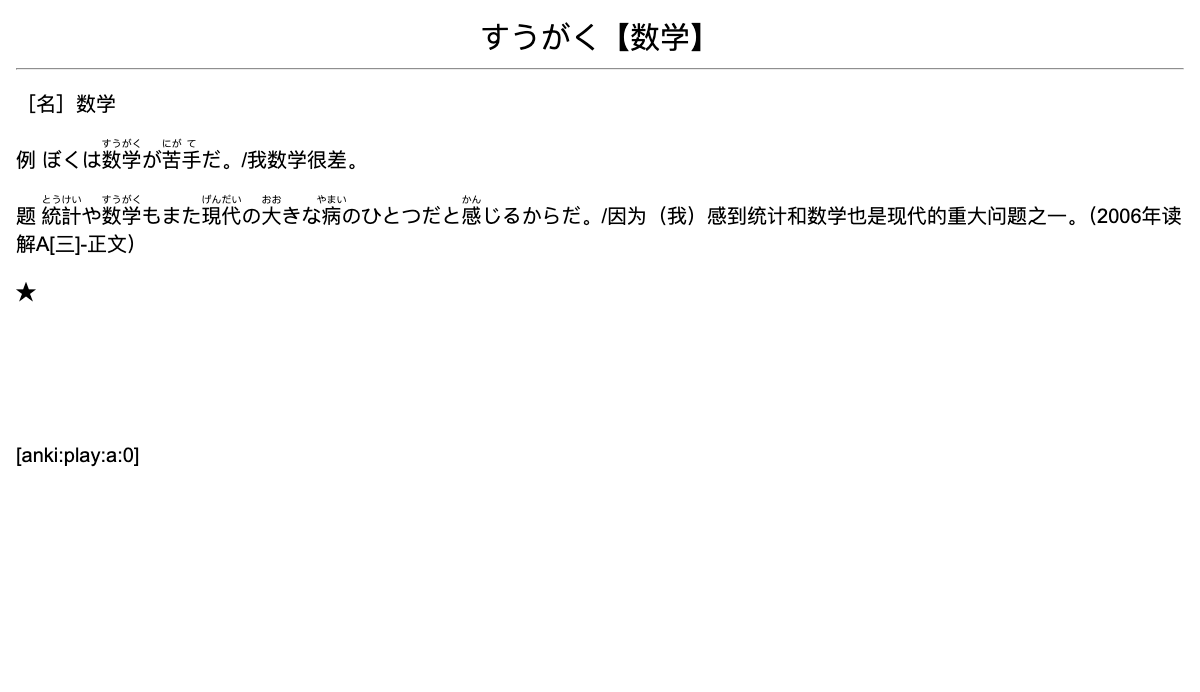 すうがく【数学】
［名］数学
すうがく にがて
例 ぼくは数学が苦手だ。/我数学很差。
とうけい すうがく げんだい おお やまい かん
题 統計や数学もまた現代の大きな病のひとつだと感じるからだ。/因为（我）感到统计和数学也是现代的重大问题之一。（2006年读
解A[三]-正文）
★
[anki:play:a:0]